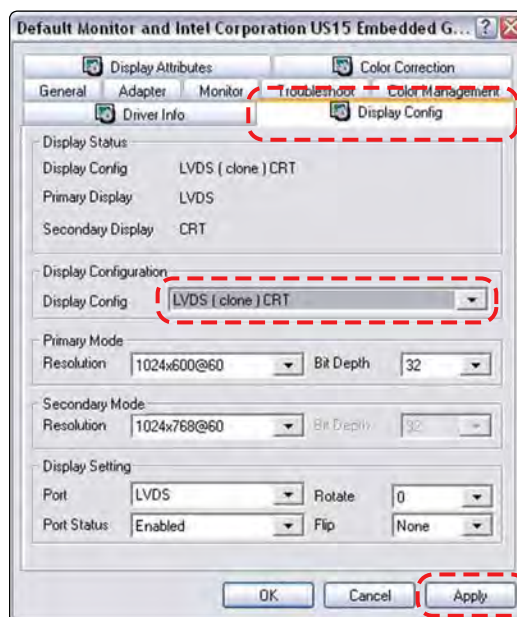 Default Monitor and Intel Corporation US15 Embedded G...
Display Attributes Color Correction
General Adapter Monitor Troubleshoot Color Management
Driver Info Display Config
Display Status
Display Config LVDS ( clone ) CRT
Primary Display LVDS
Secondary Display CRT
Display Configuration
Display Config LVDS ( clone ) CRT
Primary Mode
Resolution 1024x600@60 Bit Depth 32
Secondary Mode
Resolution 1024x768@60 Bit Depth 32
Display Setting
Port LVDS Rotate 0
Port Status Enabled Flip None
OK Cancel Apply